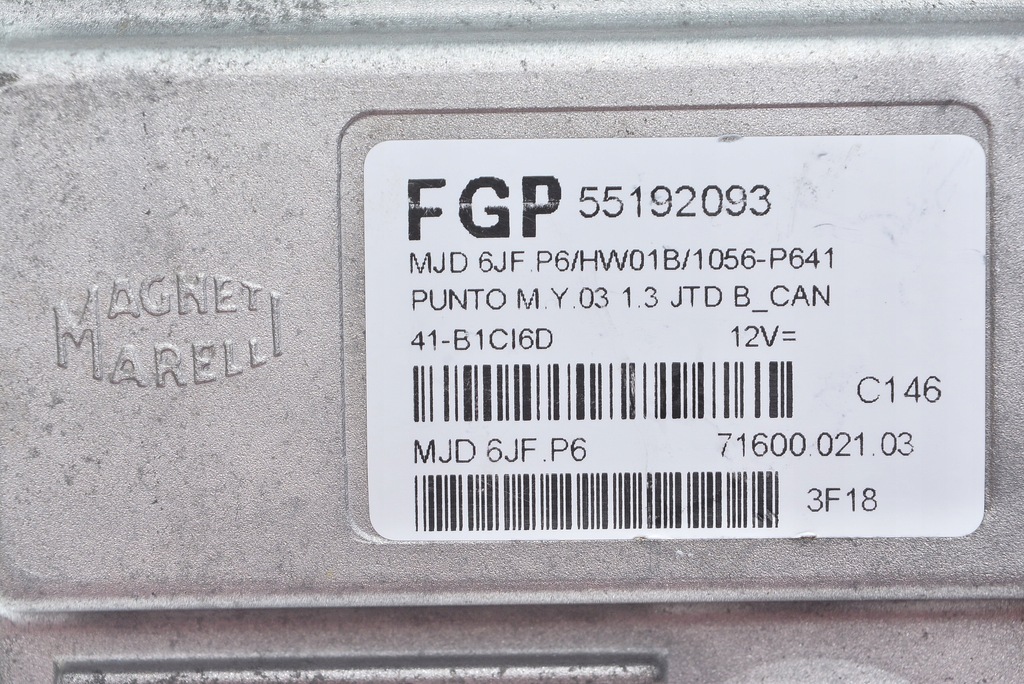 MAGNETI
MARELLI
FGP 55192093
MJD 6JF.P6/HW01B/1056-P641
PUNTO M.Y.03 1.3 JTD B_CAN
41-B1CI6D 12V=
C146
MJD 6JF.P6 71600.021.03
3F18